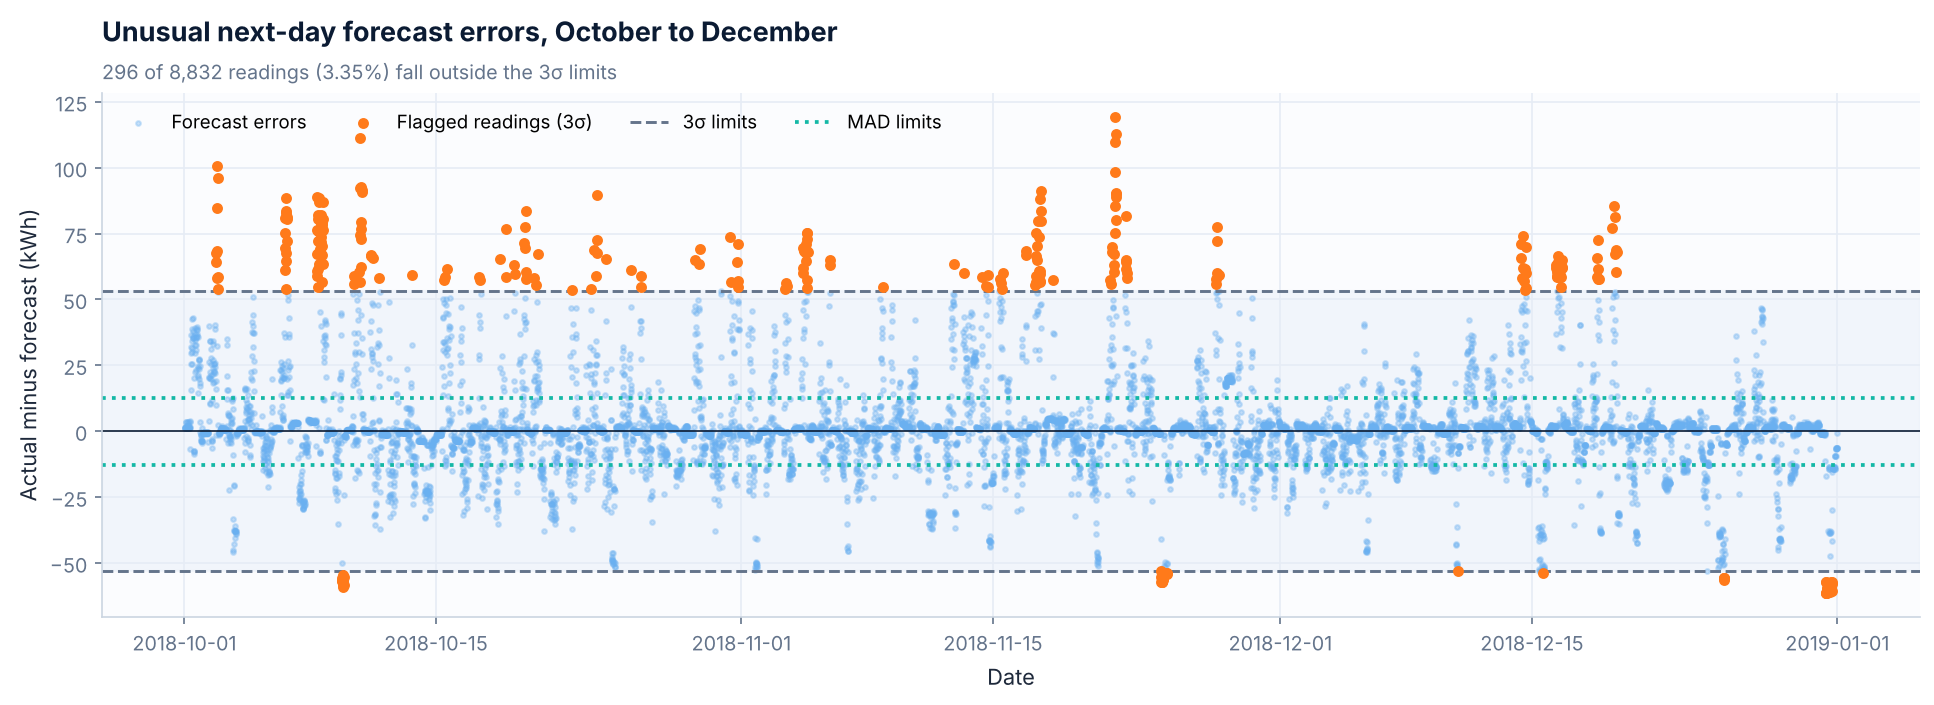 Unusual next-day forecast errors, October to December
296 of 8,832 readings (3.35%) fall outside the 3σ limits
Forecast errors
Flagged readings (3σ)
3σ limits
MAD limits
Actual minus forecast (kWh)
125
100
75
50
25
0
−25
−50
2018-10-01
2018-10-15
2018-11-01
2018-11-15
2018-12-01
2018-12-15
2019-01-01
Date